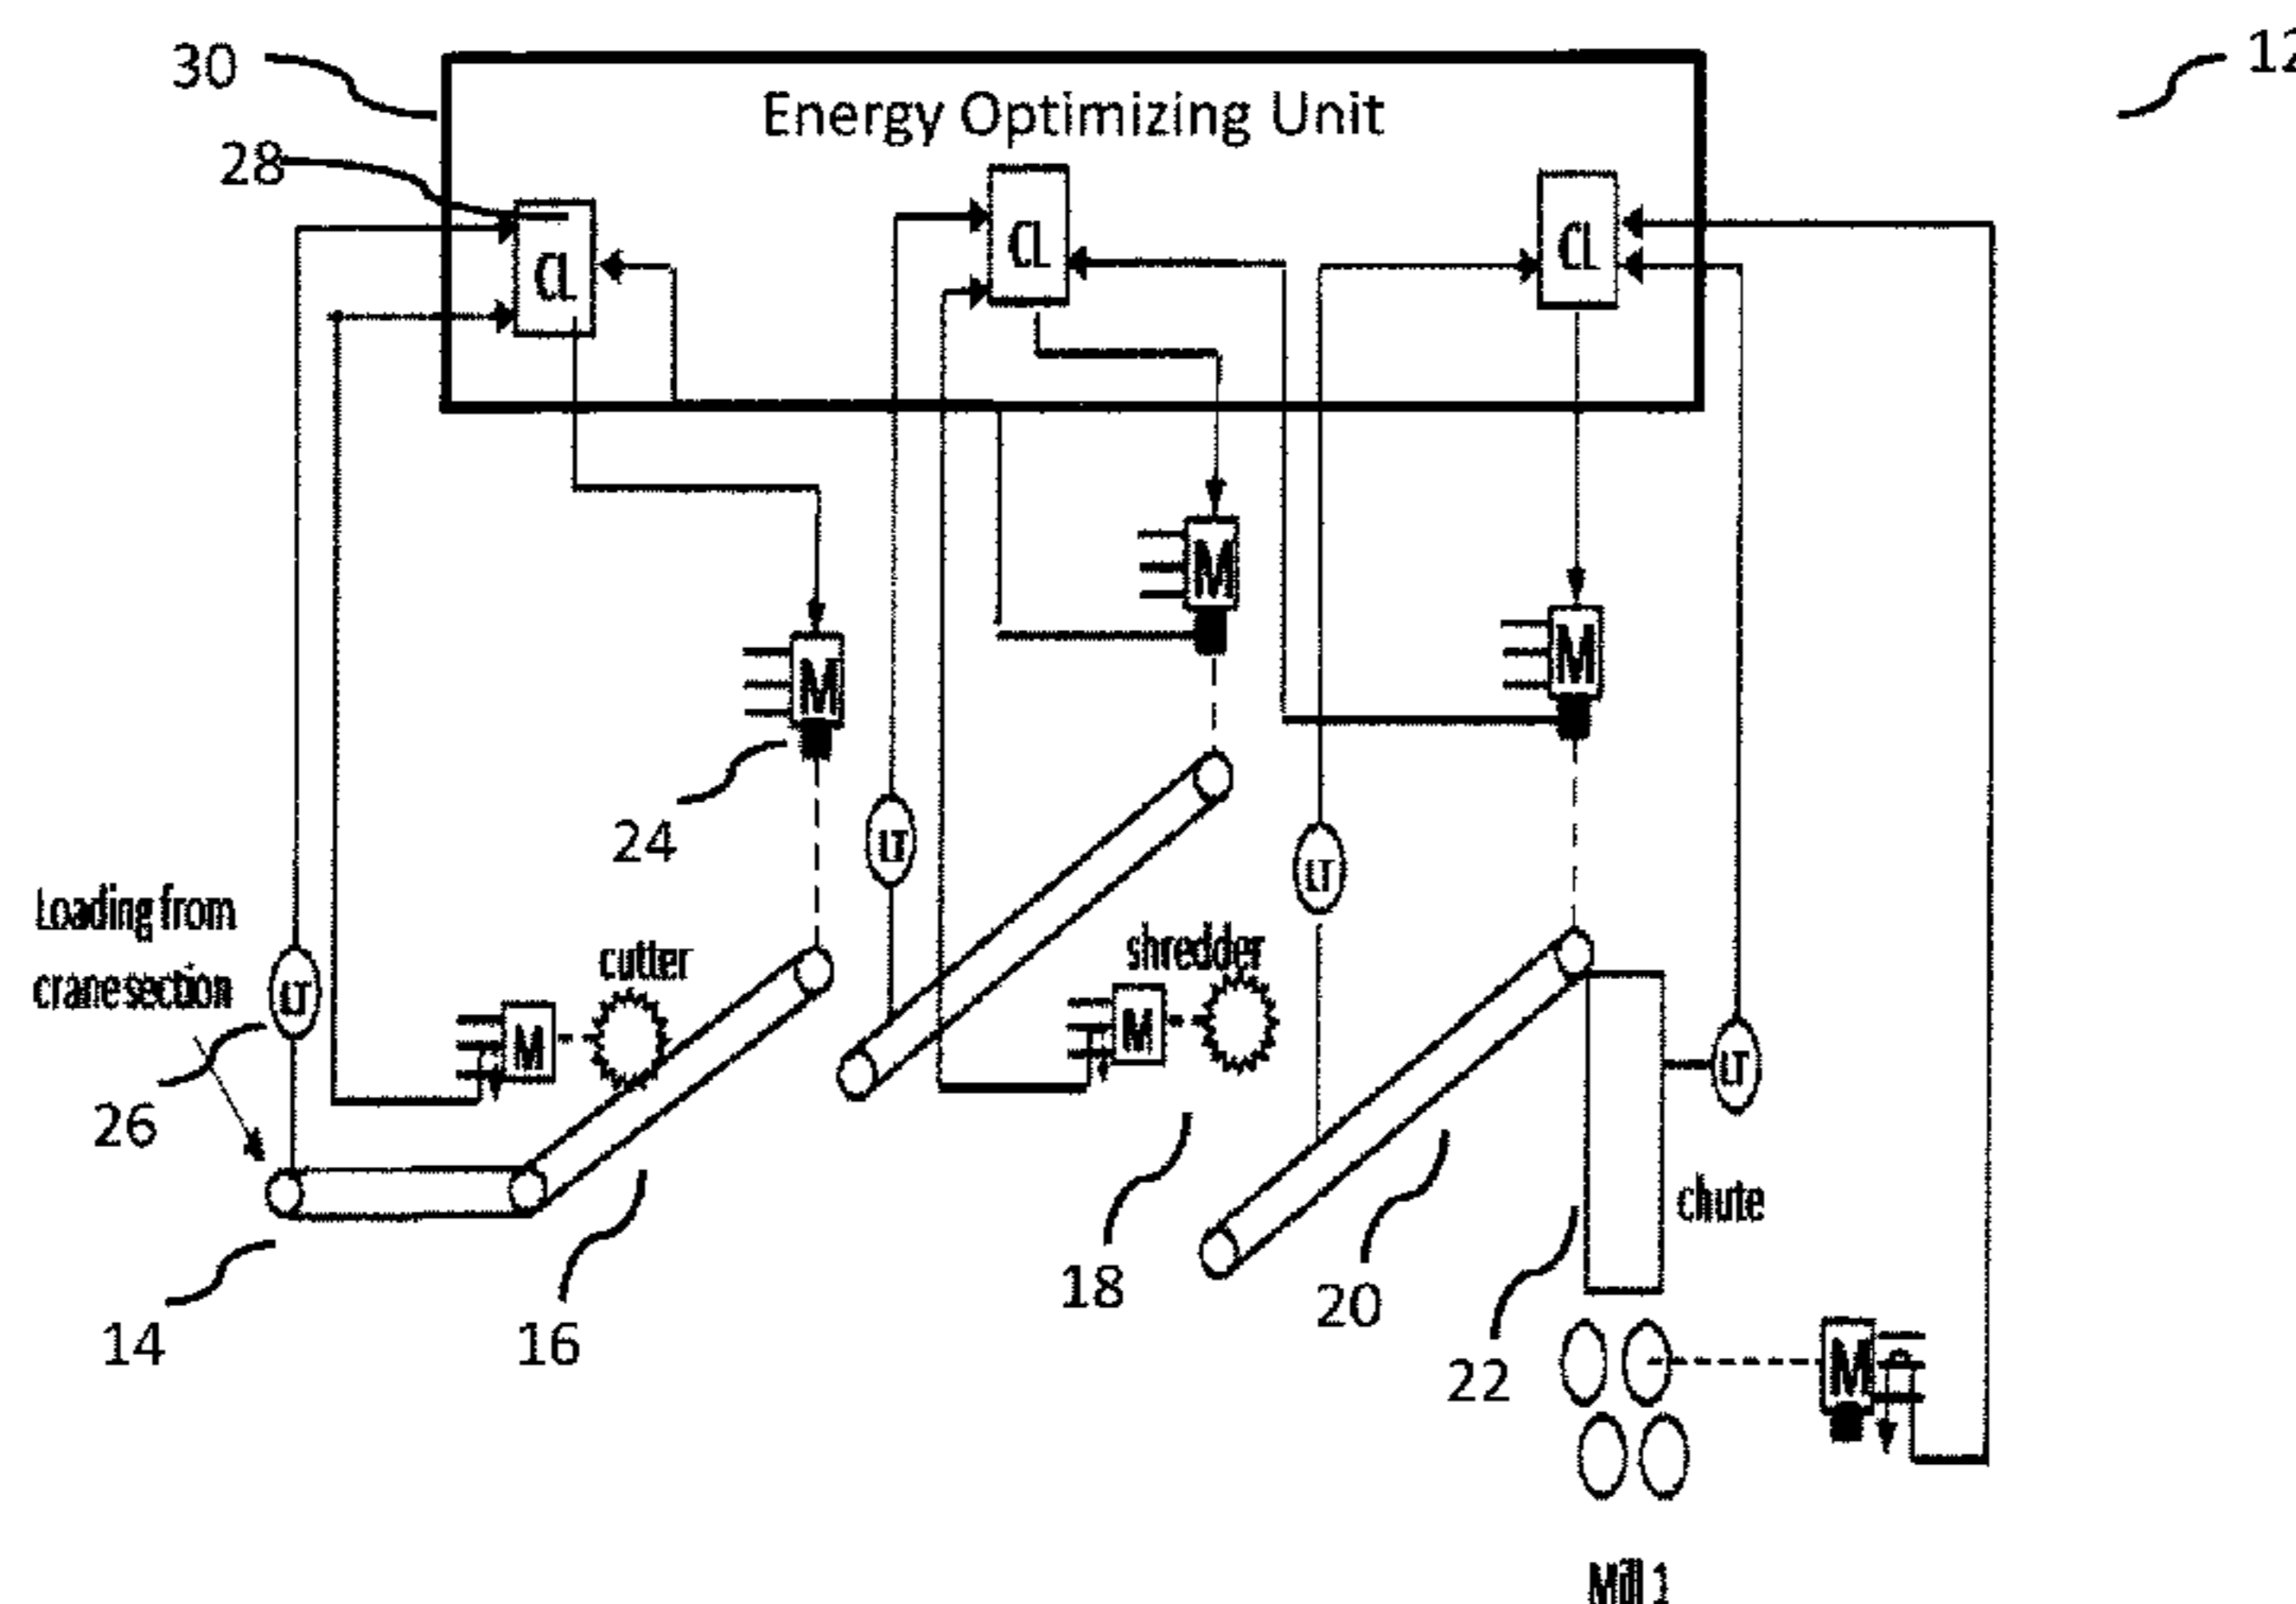 30
12
Energy Optimizing Unit
28
CL
CL
CL
M
M
M
24
LT
LT
Loading from
crane section
cutter
shredder
LT
M
M
LT
26
chute
18
20
14
16
22
M
Mill 1